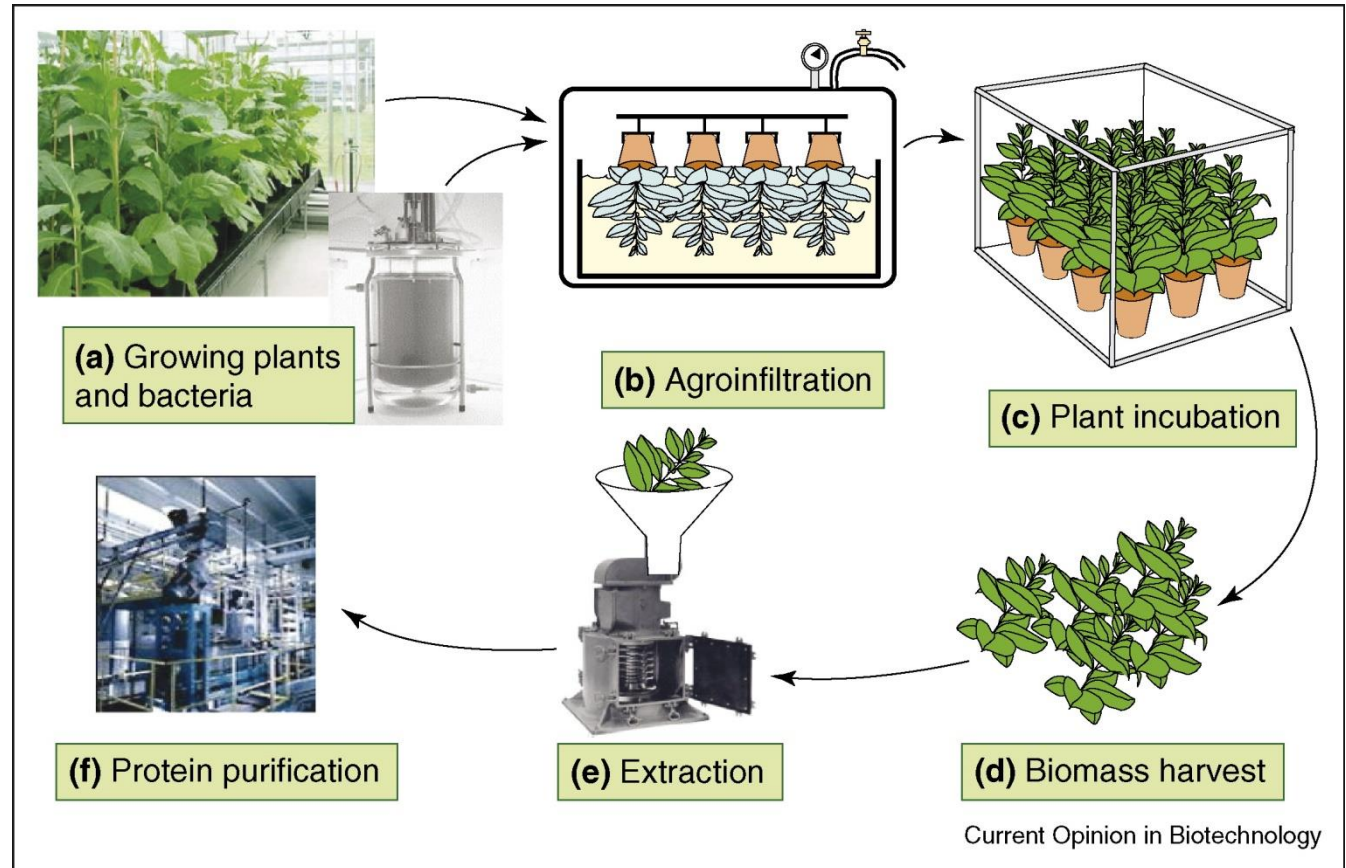 (a) Growing plants
and bacteria
(b) Agroinfiltration
(c) Plant incubation
(f) Protein purification
(e) Extraction
(d) Biomass harvest
Current Opinion in Biotechnology